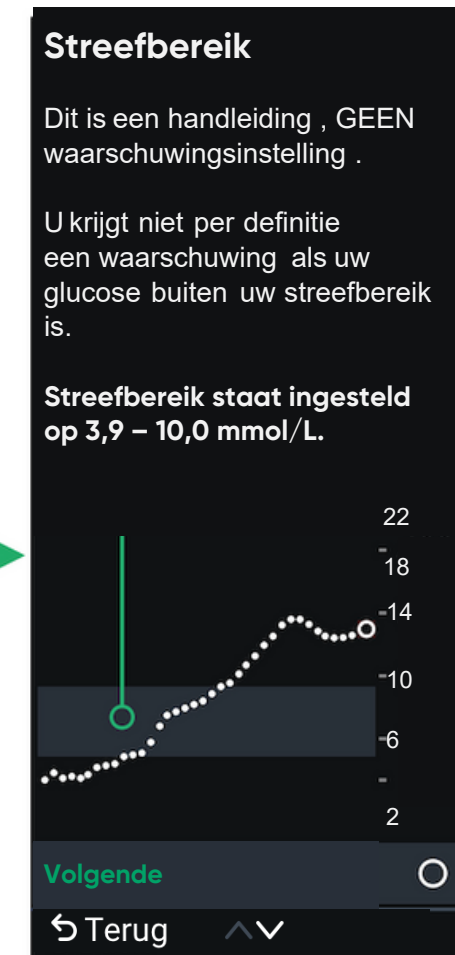 Streefbereik
Dit is een handleiding , GEEN
waarschuwingsinstelling .
U krijgt niet per definitie
een waarschuwing als uw
glucose buiten uw streefbereik
is.
Streefbereik staat ingesteld
op 3,9 – 10,0 mmol/L.
22
18
14
10
6
2
Volgende
Terug